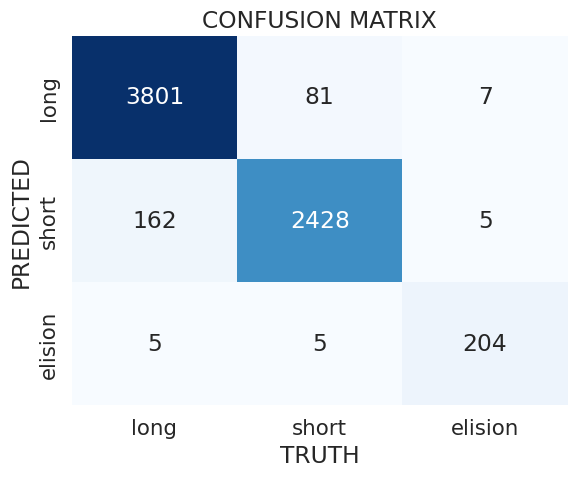 CONFUSION MATRIX
long
3801
81
7
PREDICTED
short
162
2428
5
elision
5
5
204
long
short
elision
TRUTH